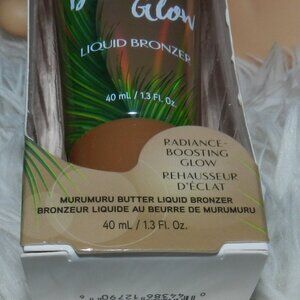 Glow
LIQUID BRONZER
40 mL / 1.3 Fl. Oz.
RADIANCE-
BOOSTING
GLOW
REHAUSSEUR
D'ÉCLAT
MURUMURU BUTTER LIQUID BRONZER
BRONZEUR LIQUIDE AU BEURRE DE MURUMURU
40 mL / 1.3 Fl. Oz.